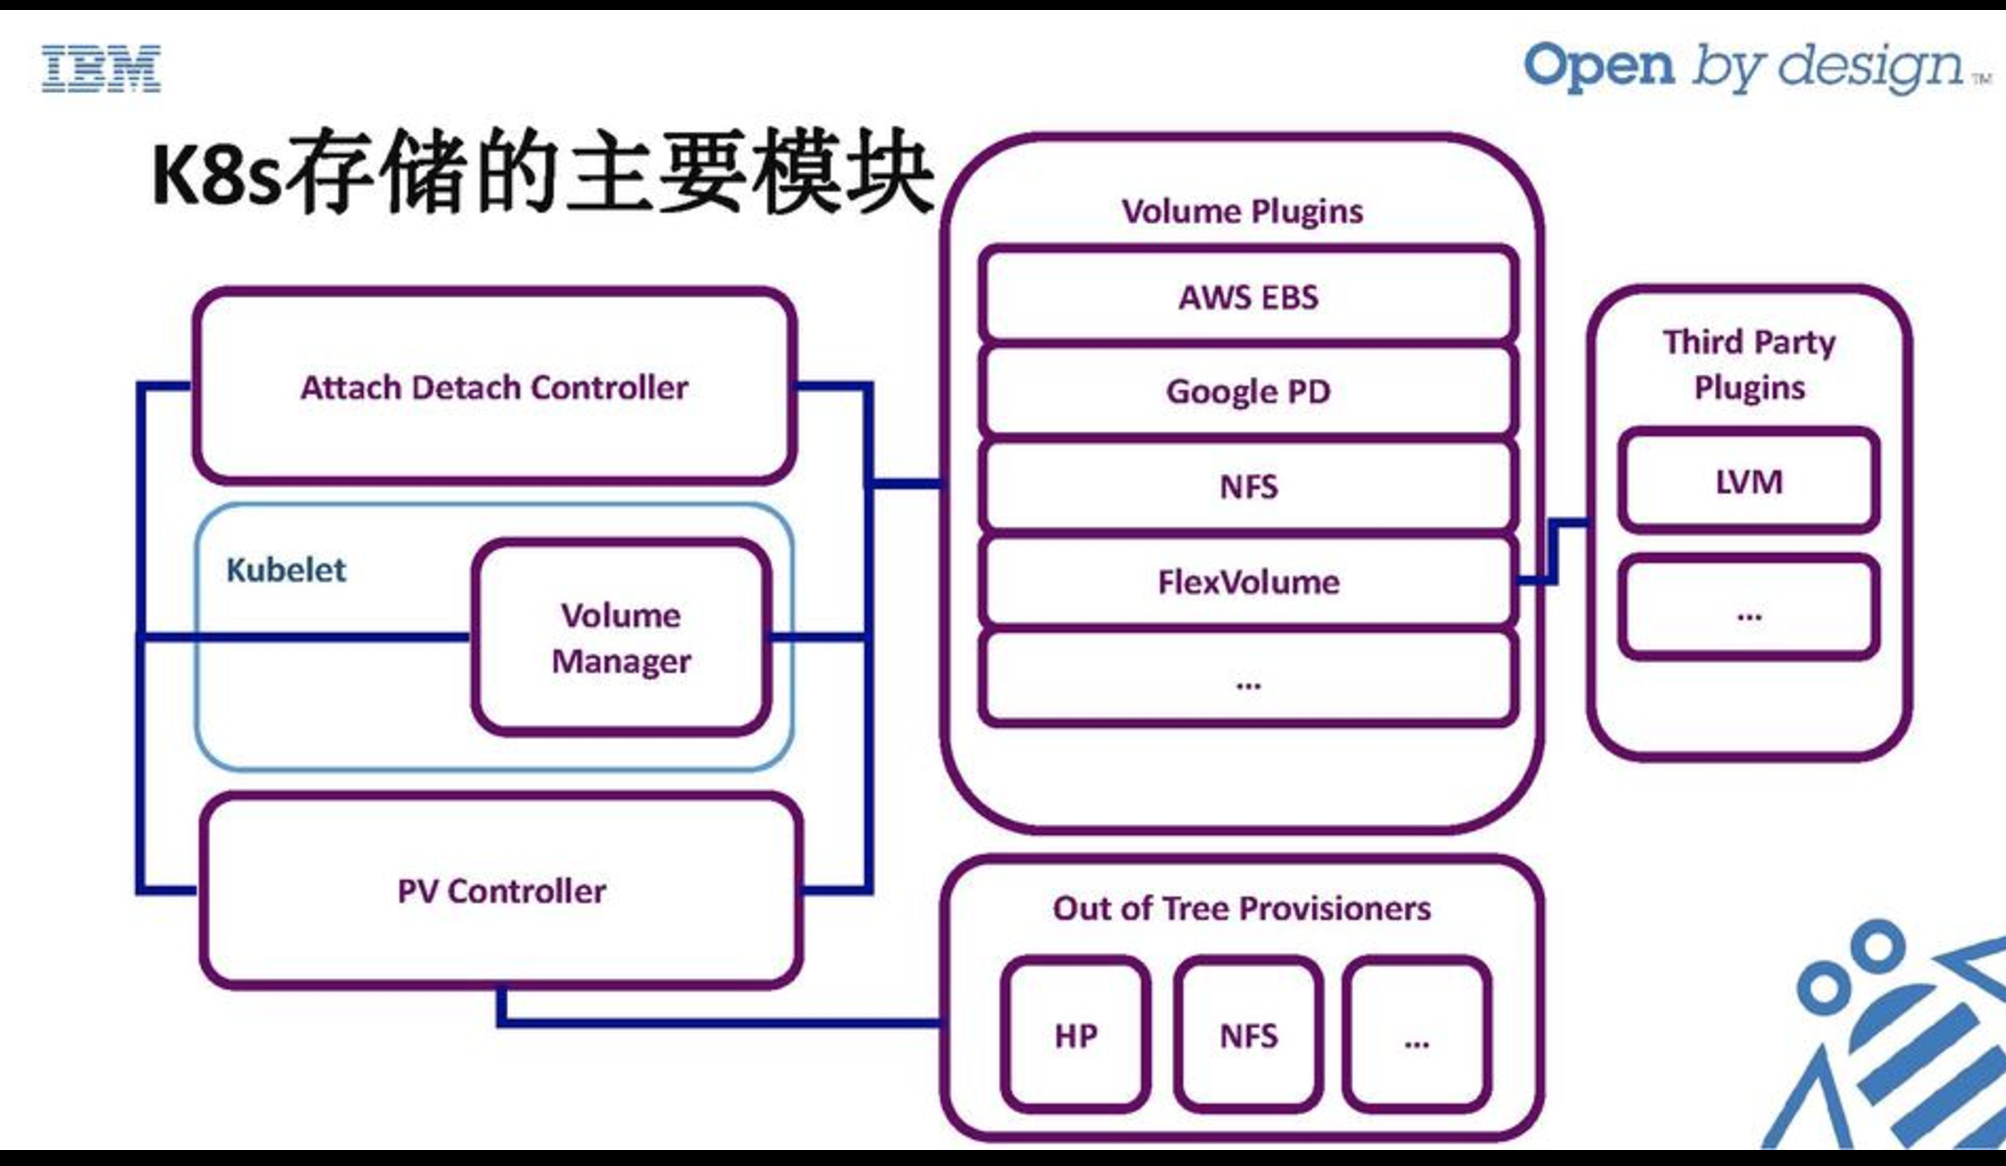 IBM
Open by design™
K8s存储的主要模块
Volume Plugins
AWS EBS
Google PD
NFS
FlexVolume
...
Third Party
Plugins
LVM
...
Attach Detach Controller
Kubelet
Volume
Manager
PV Controller
Out of Tree Provisioners
HP
NFS
...